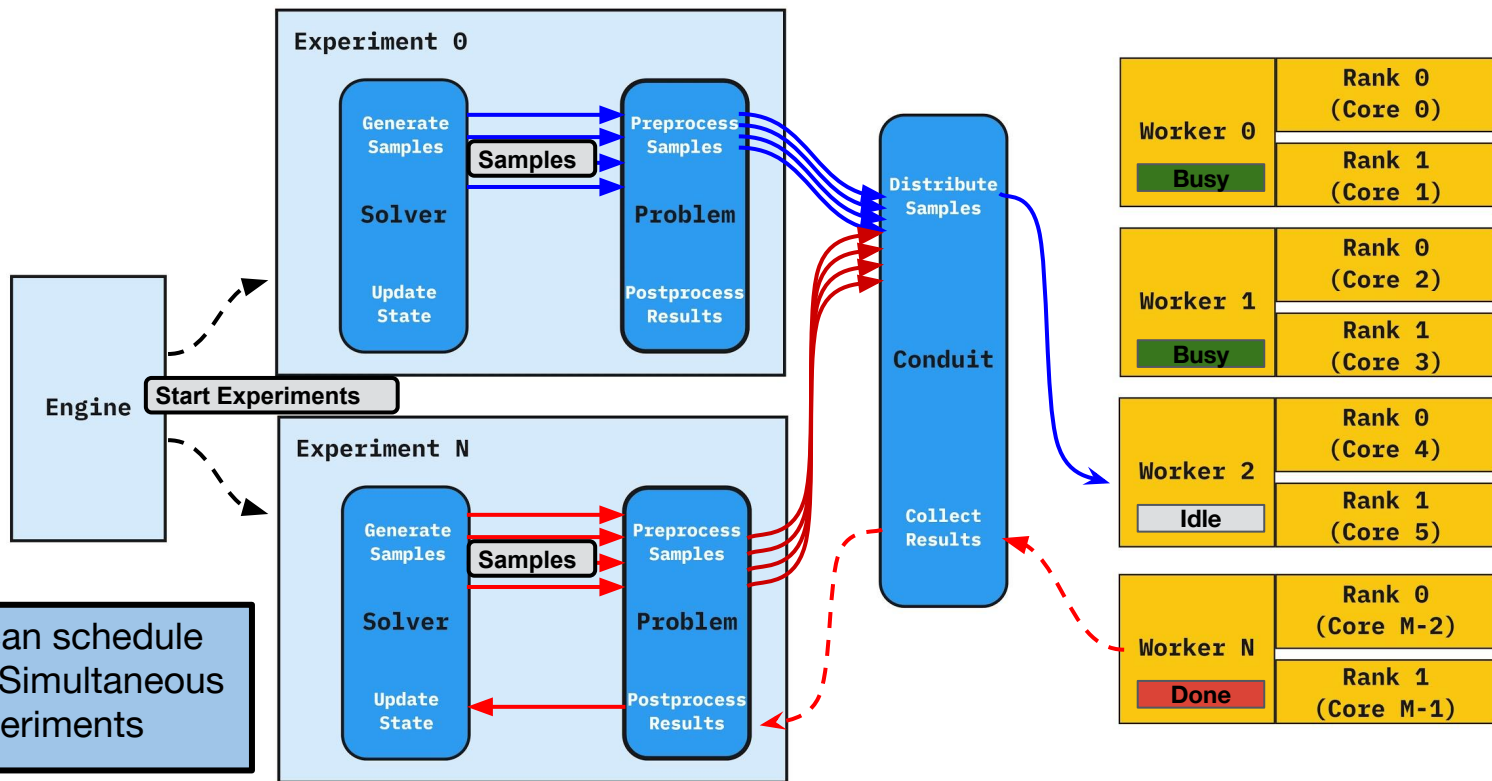 Experiment 0
Generate
Samples
Samples
Preprocess
Samples
Solver
Problem
Update
State
Postprocess
Results
Engine
Start Experiments
Experiment N
Generate
Samples
Samples
Preprocess
Samples
Solver
Problem
Update
State
Postprocess
Results
schedule
Simultaneous
Distribute
Samples
Conduit
Collect
Results
Worker 0
Busy
Rank 0
(Core 0)
Rank 1
(Core 1)
Worker 1
Busy
Rank 0
(Core 2)
Rank 1
(Core 3)
Worker 2
Idle
Rank 0
(Core 4)
Rank 1
(Core 5)
Worker N
Done
Rank 0
(Core M-2)
Rank 1
(Core M-1)